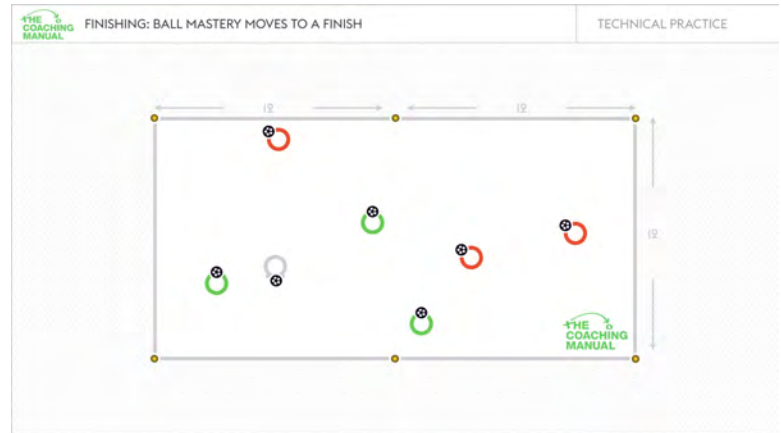 THE
COACHING
MANUAL
FINISHING: BALL MASTERY MOVES TO A FINISH
TECHNICAL PRACTICE
12
12
12
THE
COACHING
MANUAL